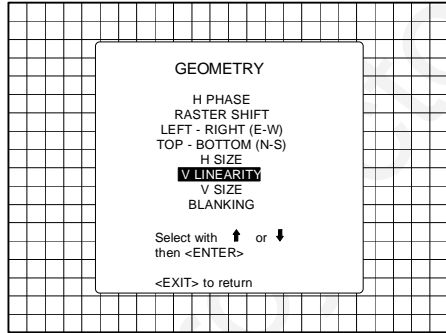 GEOMETRY
H PHASE
RASTER SHIFT
LEFT - RIGHT (E-W)
TOP - BOTTOM (N-S)
H SIZE
V LINEARITY
V SIZE
BLANKING
Select with ⬆ or ⬇
then <ENTER>
<EXIT> to return